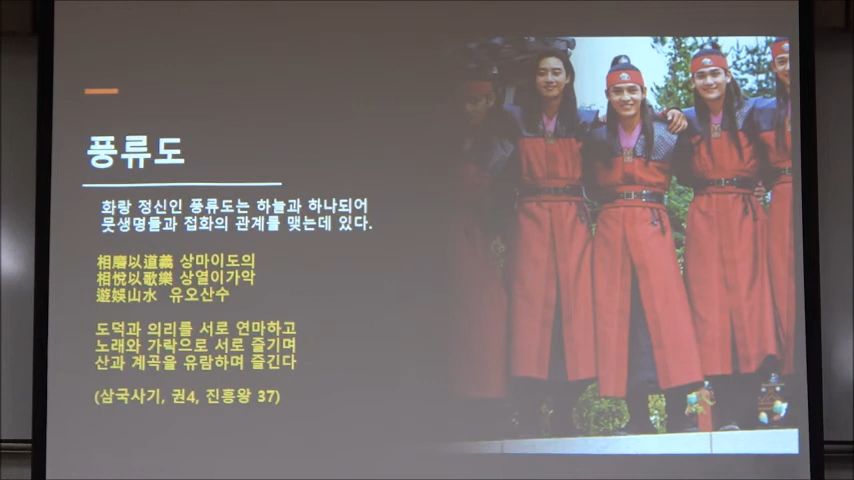 풍류도
화랑 정신인 풍류도는 하늘과 하나되어
뭇생명들과 접화의 관계를 맺는데 있다.
相磨以道義 상마이도의
相悅以歌樂 상열이가악
遊娛山水 유오산수
도덕과 의리를 서로 연마하고
노래와 가락으로 서로 즐기며
산과 계곡을 유람하며 즐긴다
(삼국사기, 권4, 진흥왕 37)